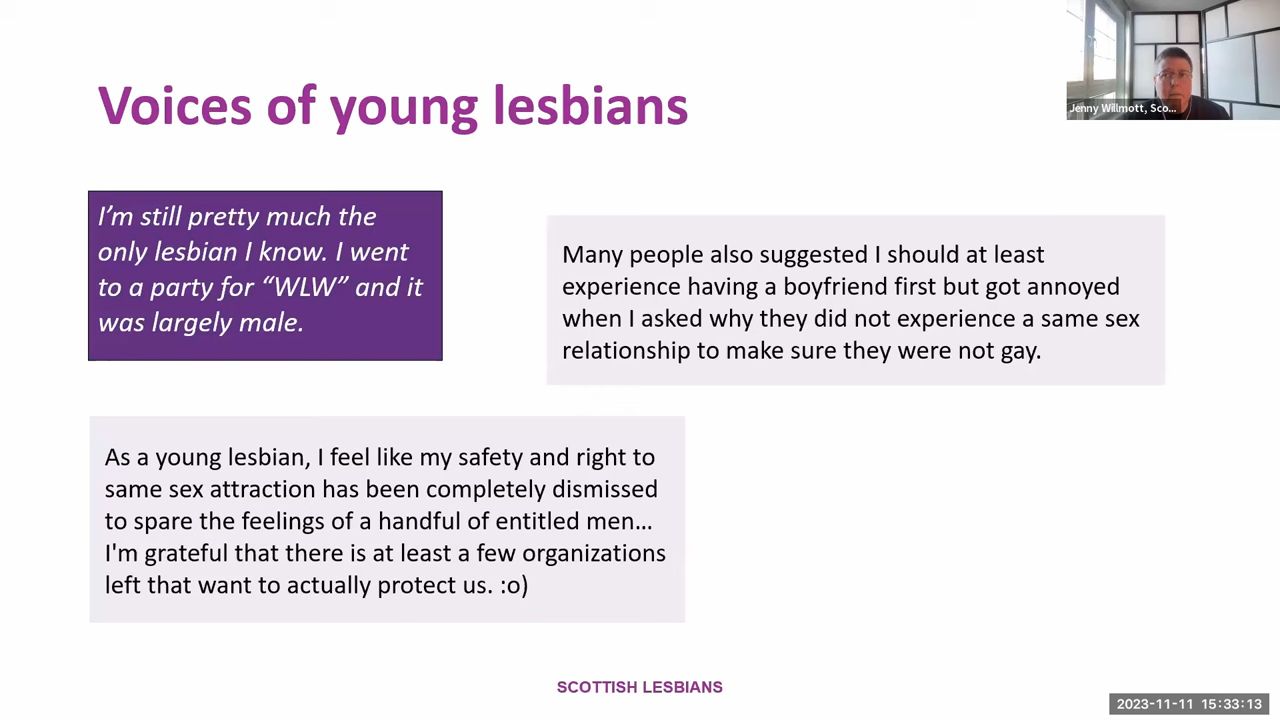 Voices of young lesbians
Jenny Willmott, Sco...
I’m still pretty much the
only lesbian I know. I went
to a party for “WLW” and it
was largely male.
Many people also suggested I should at least
experience having a boyfriend first but got annoyed
when I asked why they did not experience a same sex
relationship to make sure they were not gay.
As a young lesbian, I feel like my safety and right to
same sex attraction has been completely dismissed
to spare the feelings of a handful of entitled men…
I'm grateful that there is at least a few organizations
left that want to actually protect us. :o)
SCOTTISH LESBIANS
2023-11-11 15:33:13